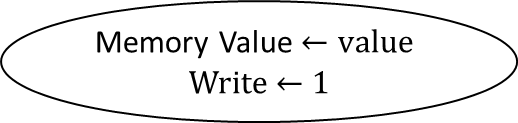 Memory Value ← value
Write ← 1